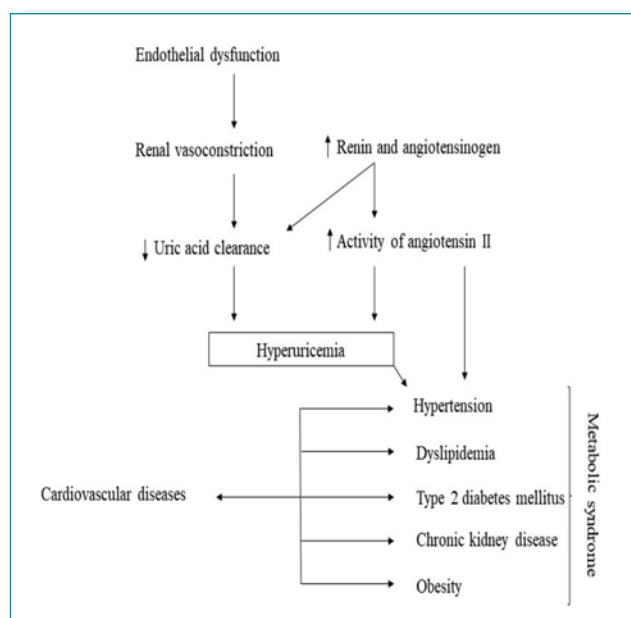 Endothelial dysfunction
Renal vasoconstriction
↑ Renin and angiotensinogen
↓ Uric acid clearance
↑ Activity of angiotensin II
Hyperuricemia
Hypertension
Dyslipidemia
Cardiovascular diseases
Type 2 diabetes mellitus
Chronic kidney disease
Obesity
Metabolic syndrome